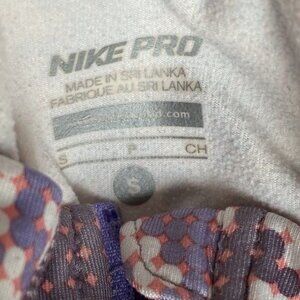 NIKE PRO
MADE IN SRI LANKA
FABRIQUE AU SRI LANKA
S P CH
S